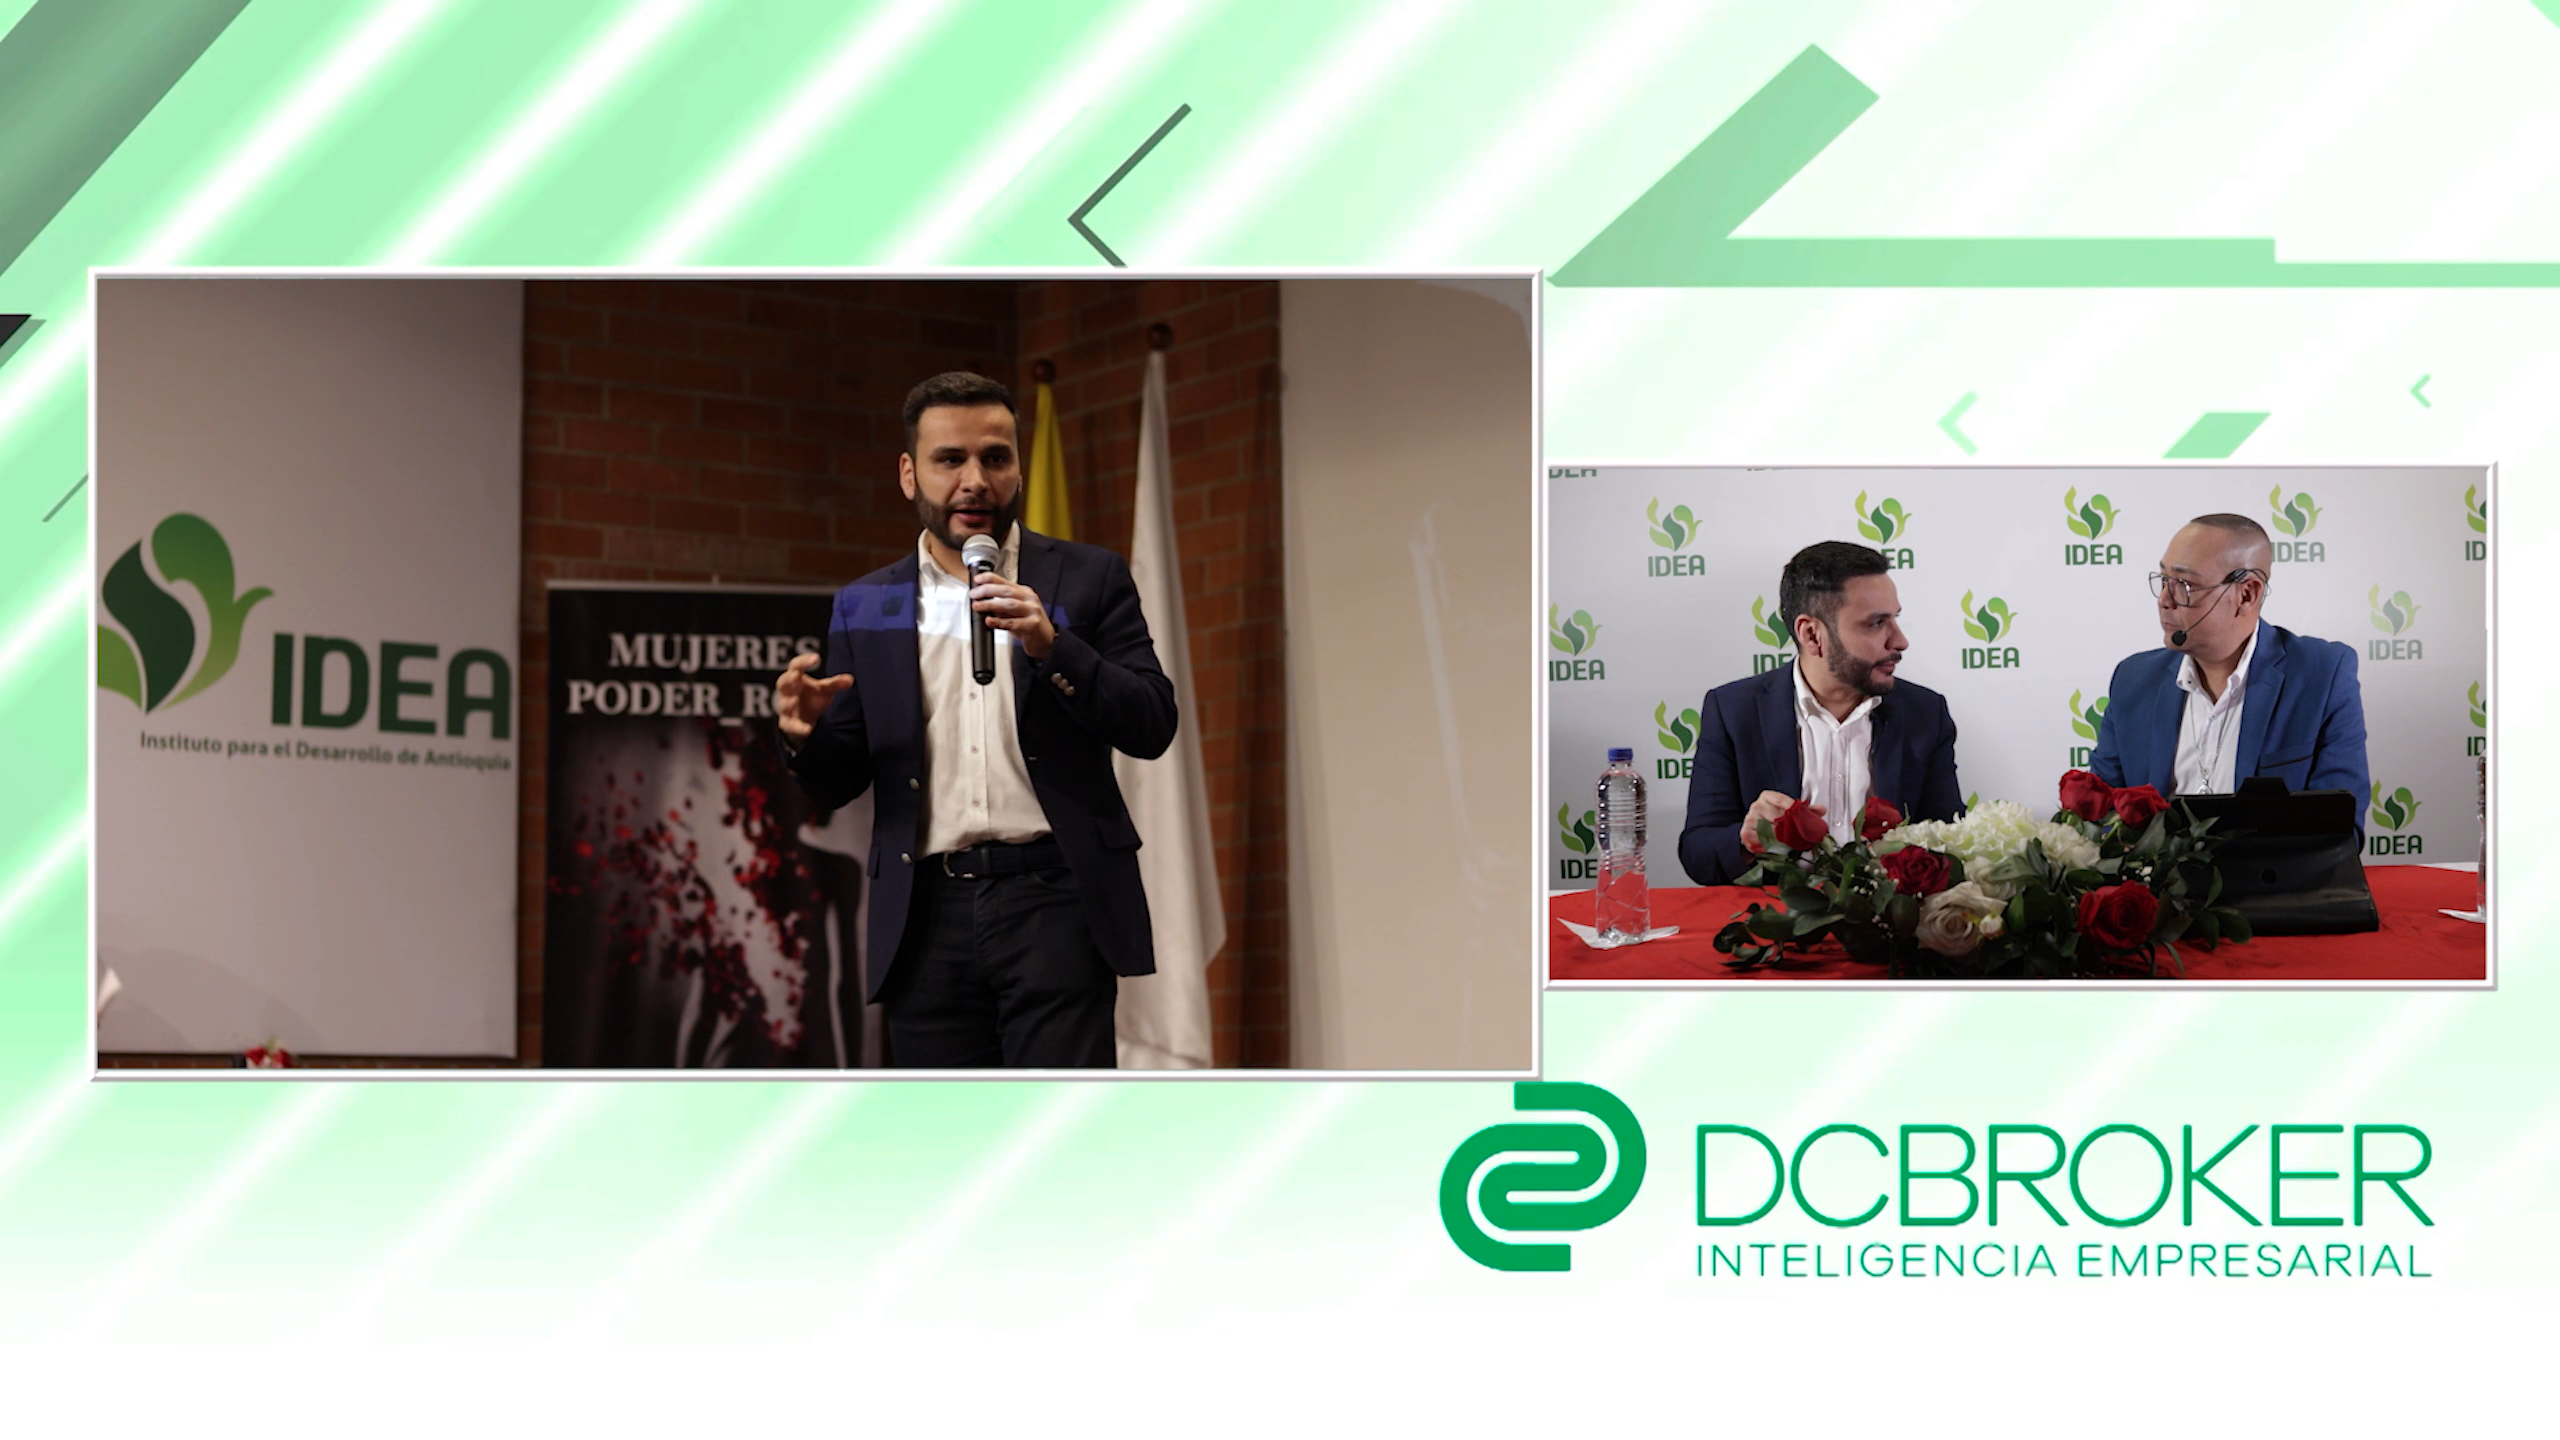 IDEA
Instituto para el Desarrollo de Antioquia
MUJERES
PODER_R
IDEA
IDEA
IDEA
IDEA
IDEA
IDEA
IDEA
IDEA
DCBROKER
INTELIGENCIA EMPRESARIAL